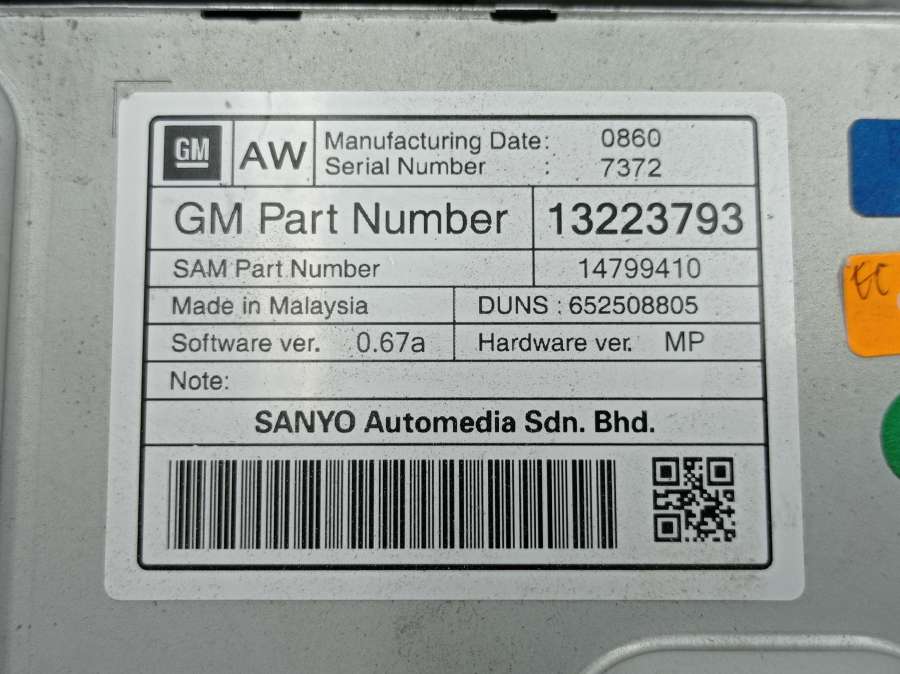 GM
AW
Manufacturing Date: 0860
Serial Number : 7372
GM Part Number 13223793
SAM Part Number 14799410
Made in Malaysia DUNS : 652508805
Software ver. 0.67a Hardware ver. MP
Note:
SANYO Automedia Sdn. Bhd.